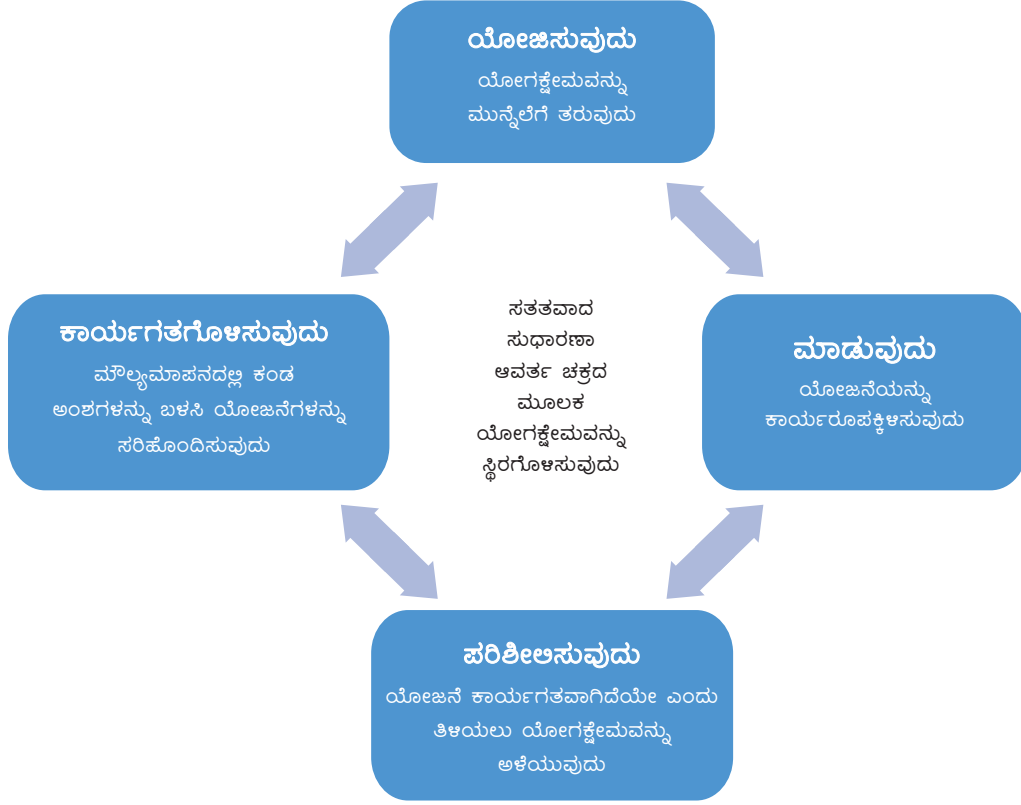 ಯೋಜಿಸುವುದು
ಯೋಗಕ್ಷೇಮವನ್ನು
ಮುನ್ನೆಲೆಗೆ ತರುವುದು
ಕಾರ್ಯಗತಗೊಳಿಸುವುದು
ಮೌಲ್ಯಮಾಪನದಲ್ಲಿ ಕಂಡ
ಅಂಶಗಳನ್ನು ಬಳಸಿ ಯೋಜನೆಗಳನ್ನು
ಸರಿಹೊಂದಿಸುವುದು
ಸತತವಾದ
ಸುಧಾರಣಾ
ಆವರ್ತ ಚಕ್ರದ
ಮೂಲಕ
ಯೋಗಕ್ಷೇಮವನ್ನು
ಸ್ಥಿರಗೊಳಿಸುವುದು
ಮಾಡುವುದು
ಯೋಜನೆಯನ್ನು
ಕಾರ್ಯರೂಪಕ್ಕಿಳಿಸುವುದು
ಪರಿಶೀಲಿಸುವುದು
ಯೋಜನೆ ಕಾರ್ಯಗತವಾಗಿದೆಯೇ ಎಂದು
ತಿಳಿಯಲು ಯೋಗಕ್ಷೇಮವನ್ನು
ಅಳೆಯುವುದು